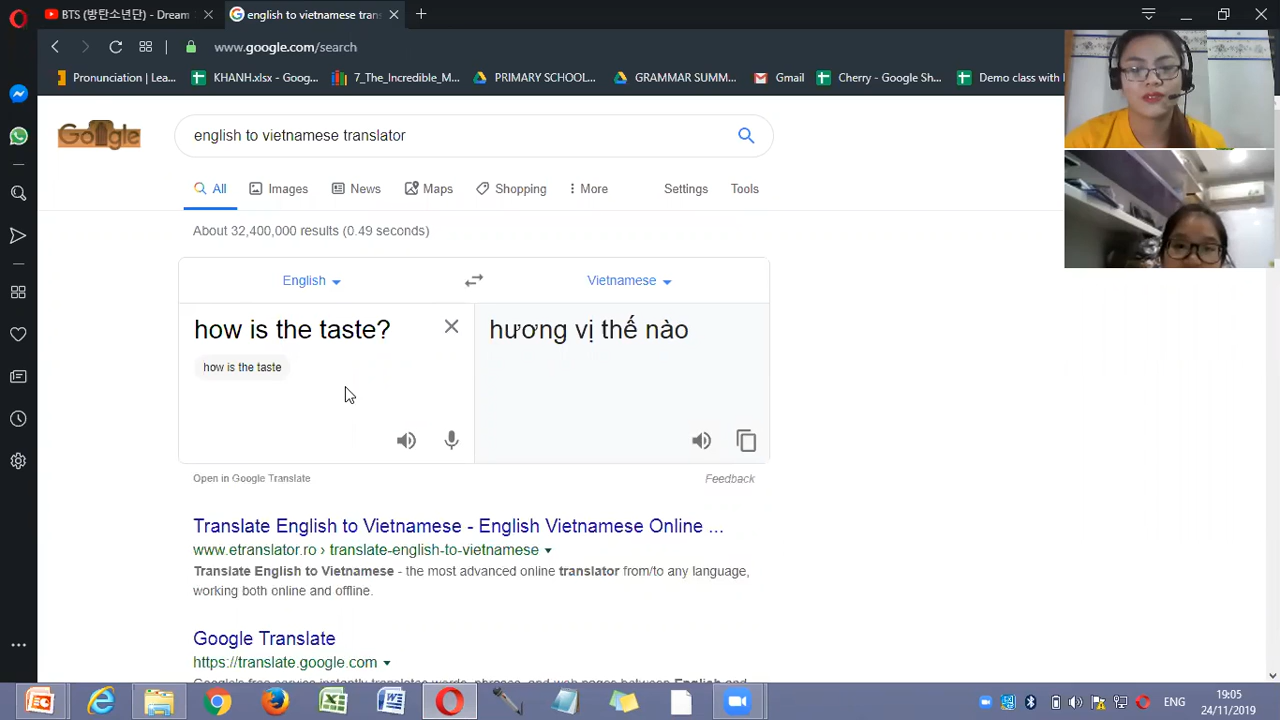 BTS (방탄소년단) - Dream
english to vietnamese tran
www.google.com/search
Pronunciation | Lea...
KHANH.xlsx - Goog...
7_The_Incredible_M...
PRIMARY SCHOOL...
GRAMMAR SUMM...
Gmail
Cherry - Google Sh...
Demo class with
Google
english to vietnamese translator
All
Images
News
Maps
Shopping
More
Settings
Tools
About 32,400,000 results (0.49 seconds)
English
Vietnamese
how is the taste?
hương vị thế nào
how is the taste
Open in Google Translate
Feedback
Translate English to Vietnamese - English Vietnamese Online ...
www.etranslator.ro › translate-english-to-vietnamese
Translate English to Vietnamese - the most advanced online translator from/to any language,
working both online and offline.
Google Translate
https://translate.google.com
ENG
19:05
24/11/2019